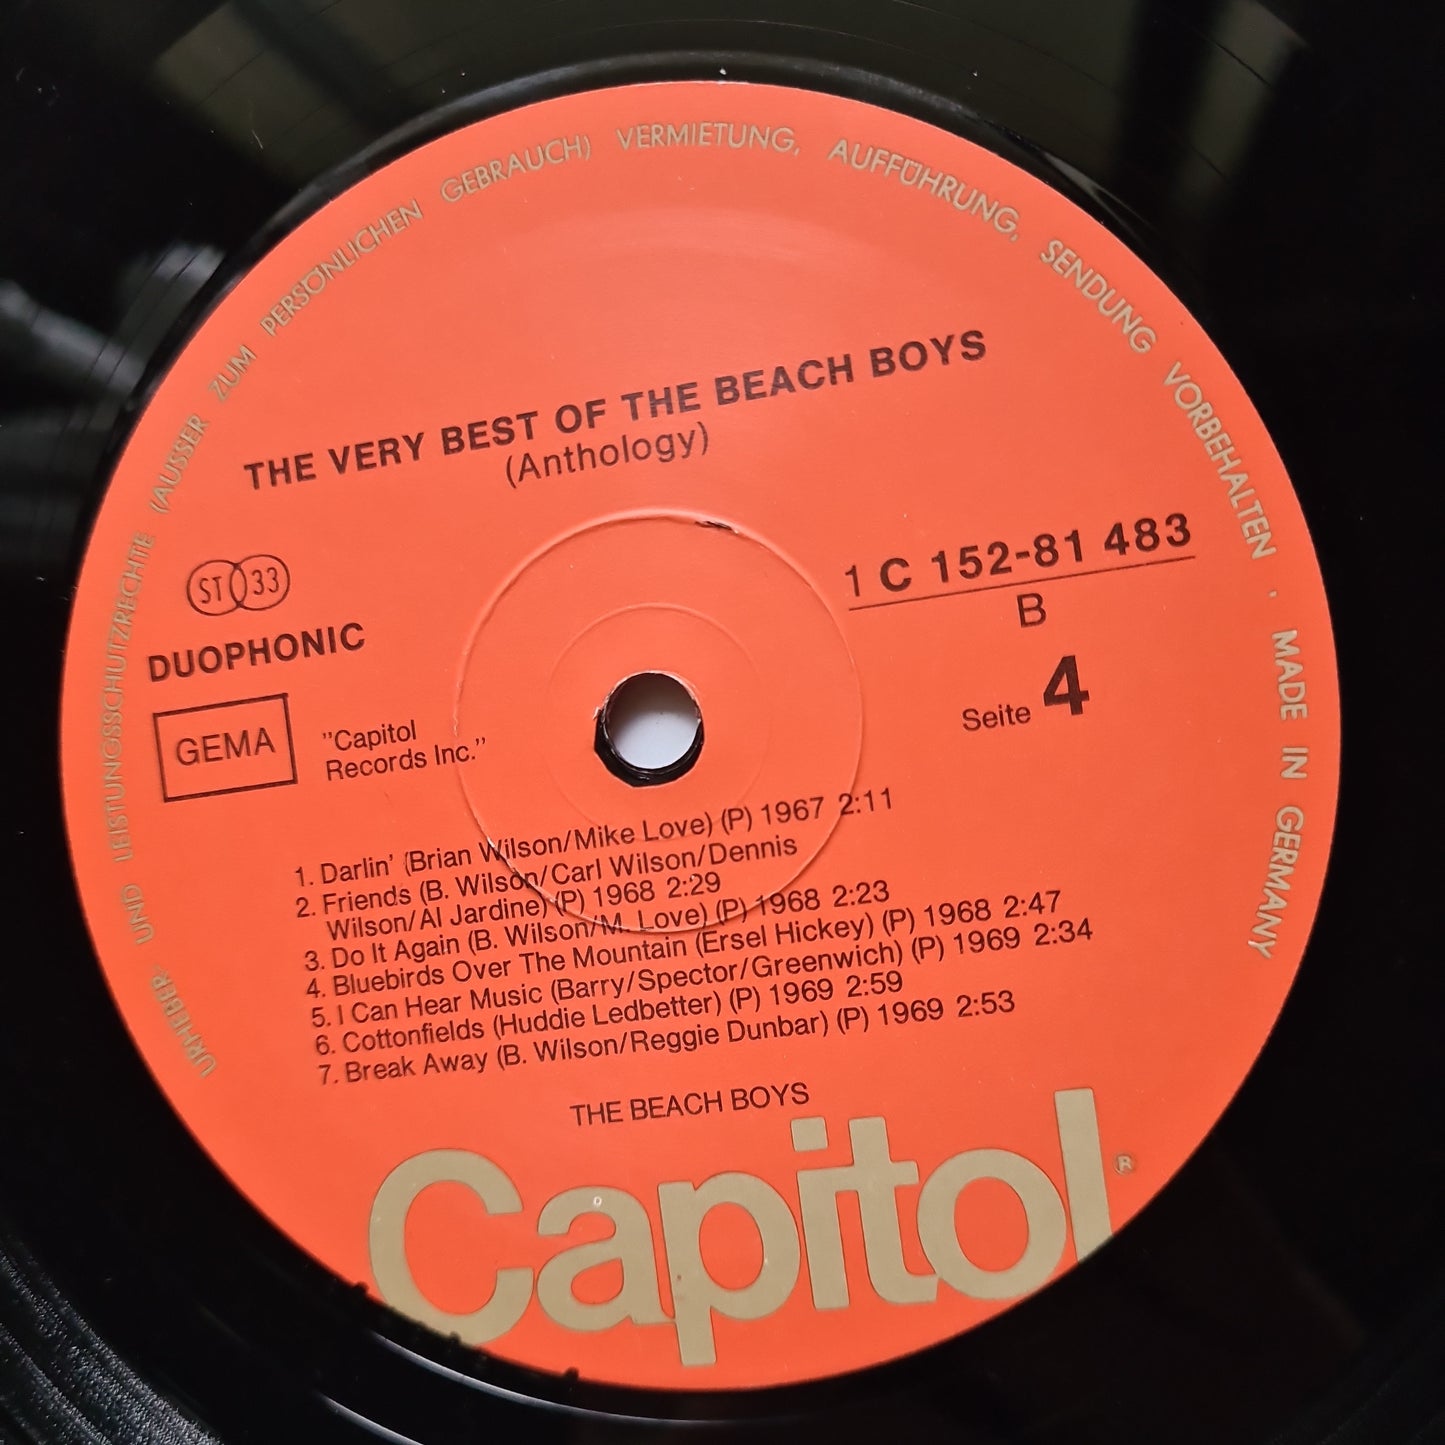 URHEBER- UND LEISTUNGSSCHUTZRECHTE (AUSSER ZUM PERSÖNLICHEN GEBRAUCH) VERMIETUNG, AUFFÜHRUNG, SENDUNG VORBEHALTEN · MADE IN GERMANY
THE VERY BEST OF THE BEACH BOYS
(Anthology)
ST 33
DUOPHONIC
GEMA
"Capitol
Records Inc."
1 C 152-81 483
B
Seite 4
1. Darlin' (Brian Wilson/Mike Love) (P) 1967 2:11
2. Friends (B. Wilson/Carl Wilson/Dennis
Wilson/Al Jardine) (P) 1968 2:29
3. Do It Again (B. Wilson/M. Love) (P) 1968 2:23
4. Bluebirds Over The Mountain (Ersel Hickey) (P) 1968 2:47
5. I Can Hear Music (Barry/Spector/Greenwich) (P) 1969 2:34
6. Cottonfields (Huddie Ledbetter) (P) 1969 2:59
7. Break Away (B. Wilson/Reggie Dunbar) (P) 1969 2:53
THE BEACH BOYS
Capitol ®